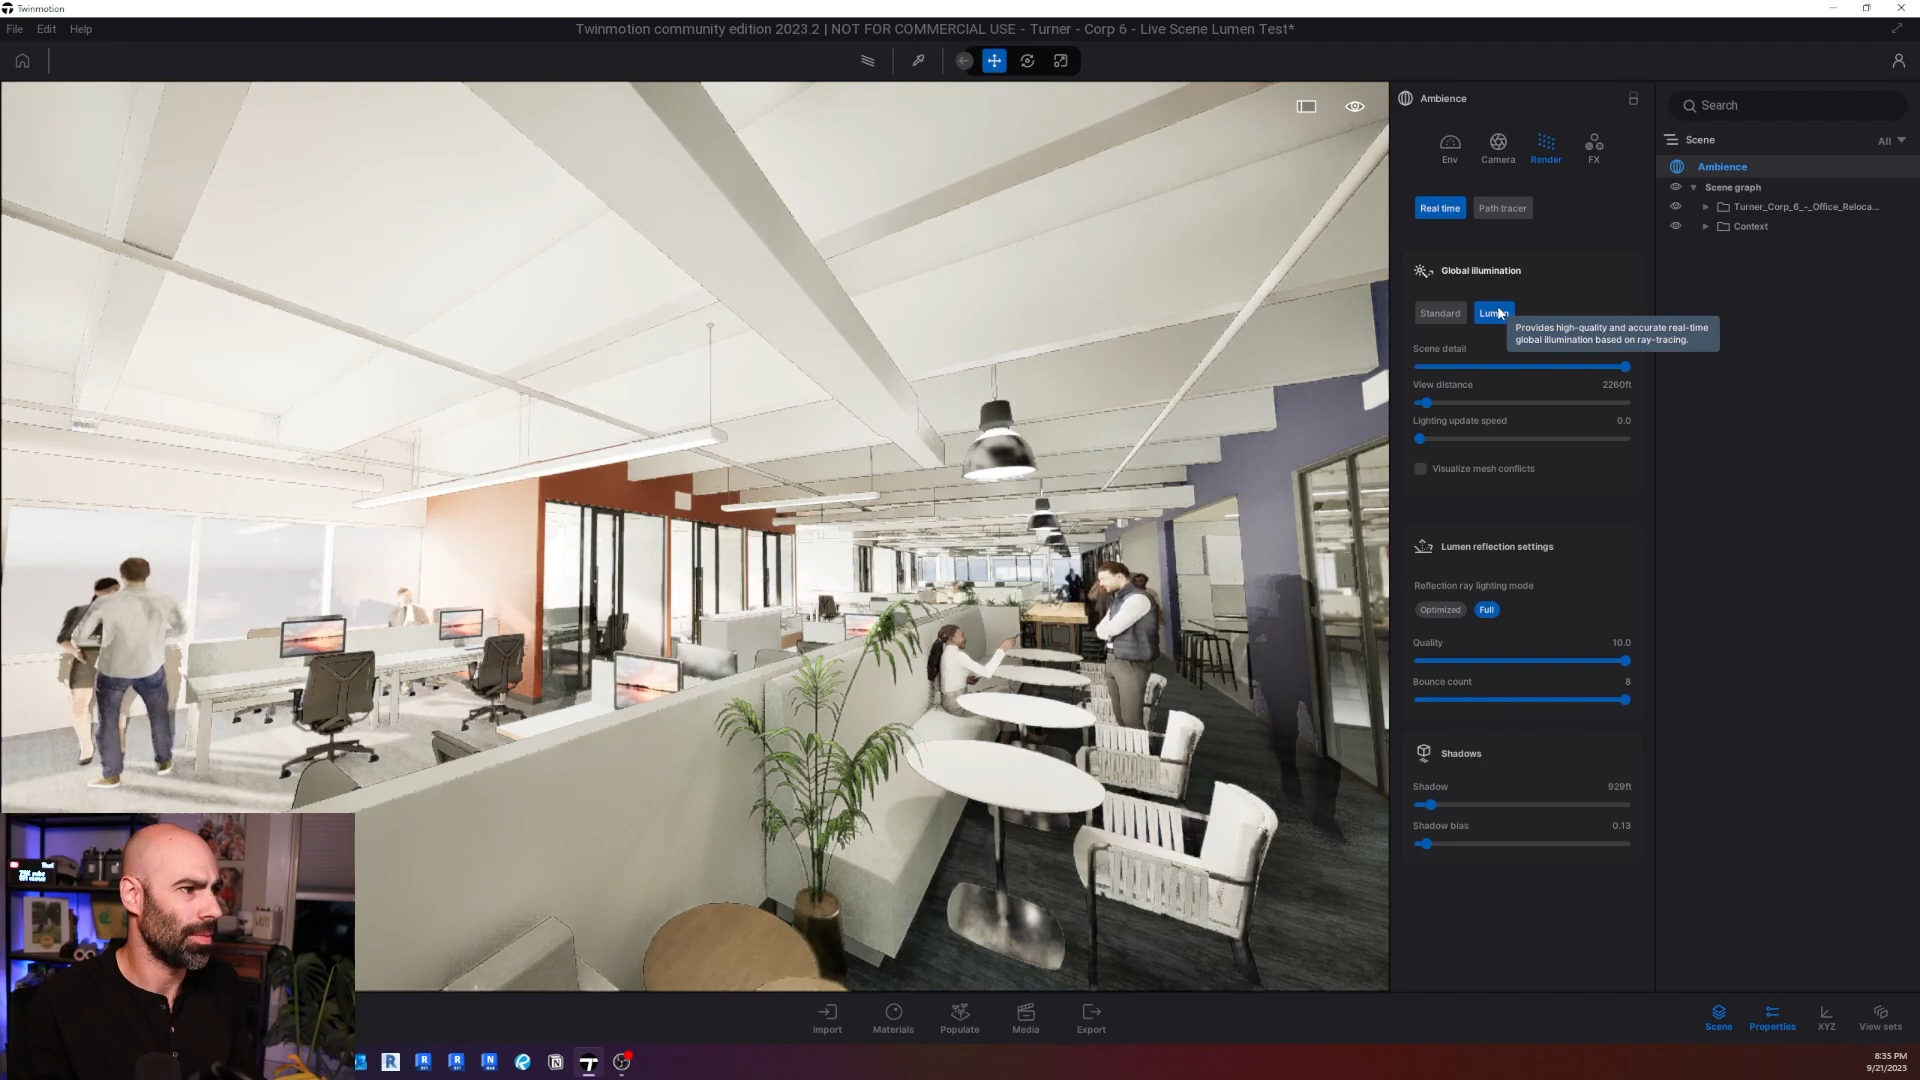 Twinmotion
File Edit Help
Twinmotion community edition 2023.2 | NOT FOR COMMERCIAL USE - Turner - Corp 6 - Live Scene Lumen Test*
Ambience
Env Camera Render FX
Real time Path tracer
Global illumination
Standard
Provides high-quality and accurate real-time
global illumination based on ray-tracing.
Scene detail
View distance 2260ft
Lighting update speed 0.0
Visualize mesh conflicts
Lumen reflection settings
Reflection ray lighting mode
Optimized Full
Quality 10.0
Bounce count 8
Shadows
Shadow 929ft
Shadow bias 0.13
Search
Scene All
Ambience
Scene graph
Turner_Corp_6_-_Office_Reloca...
Context
Import Materials Populate Media Export
Scene Properties XYZ View sets
8:35 PM
9/21/2023